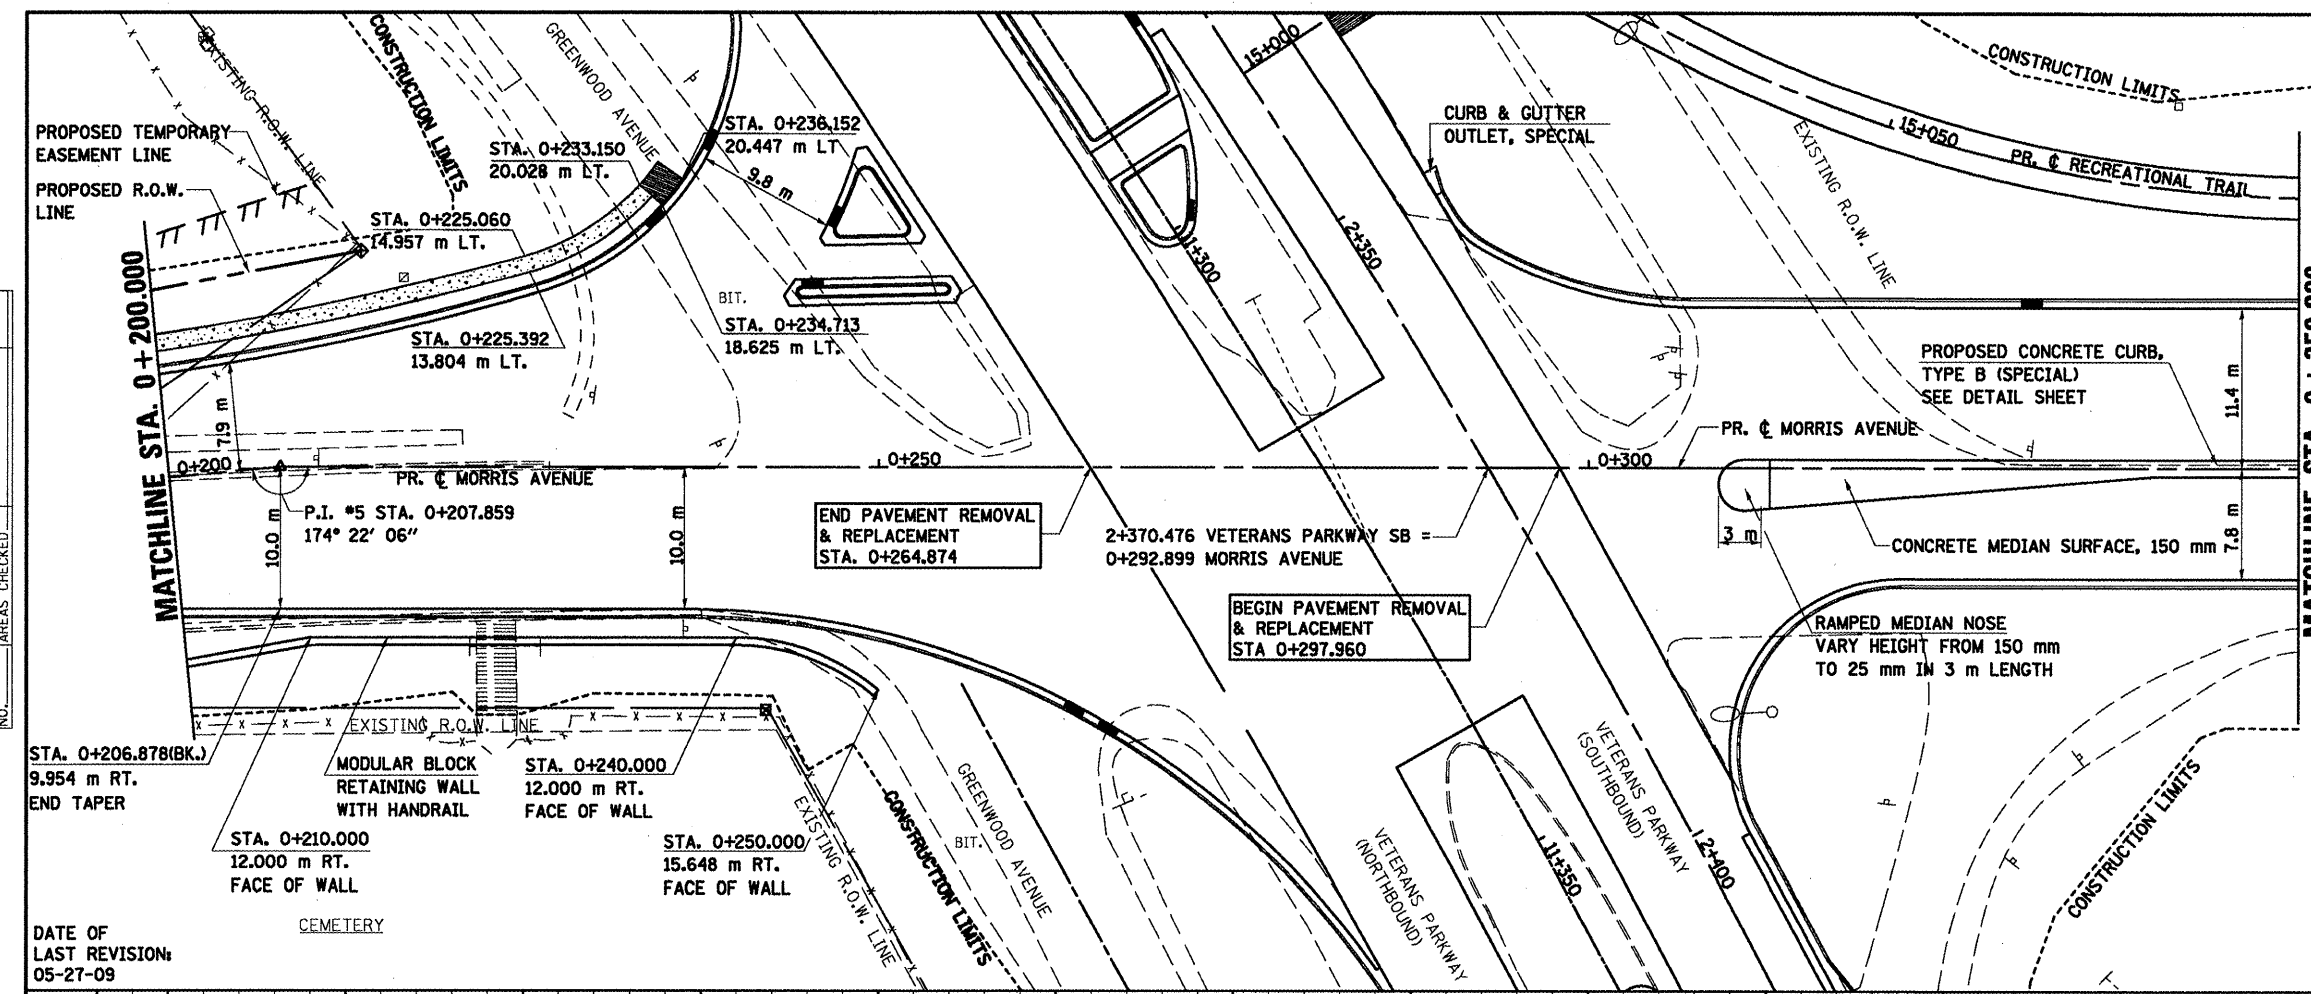 PROPOSED TEMPORARY
EASEMENT LINE
PROPOSED R.O.W.
LINE
EXISTING R.O.W. LINE
CONSTRUCTION LIMITS
GREENWOOD AVENUE
STA. 0+233.150
20.028 m LT.
STA. 0+236.152
20.447 m LT
9.8 m
STA. 0+225.060
14.957 m LT.
STA. 0+225.392
13.804 m LT.
BIT.
STA. 0+234.713
18.625 m LT.
MATCHLINE STA. 0+200.000
7.9 m
0+200
PR. ℄ MORRIS AVENUE
P.I. #5 STA. 0+207.859
174° 22' 06"
10.0 m
10.0 m
0+250
END PAVEMENT REMOVAL
& REPLACEMENT
STA. 0+264.874
2+370.476 VETERANS PARKWAY SB =
0+292.899 MORRIS AVENUE
BEGIN PAVEMENT REMOVAL
& REPLACEMENT
STA 0+297.960
15+000
11+300
2+350
CURB & GUTTER
OUTLET, SPECIAL
EXISTING R.O.W. LINE
CONSTRUCTION LIMITS
15+050
PR. ℄ RECREATIONAL TRAIL
PROPOSED CONCRETE CURB,
TYPE B (SPECIAL)
SEE DETAIL SHEET
11.4 m
PR. ℄ MORRIS AVENUE
0+300
3 m
CONCRETE MEDIAN SURFACE, 150 mm
7.8 m
RAMPED MEDIAN NOSE
VARY HEIGHT FROM 150 mm
TO 25 mm IN 3 m LENGTH
EXISTING R.O.W. LINE
STA. 0+206.878(BK.)
9.954 m RT.
END TAPER
MODULAR BLOCK
RETAINING WALL
WITH HANDRAIL
STA. 0+240.000
12.000 m RT.
FACE OF WALL
STA. 0+210.000
12.000 m RT.
FACE OF WALL
STA. 0+250.000
15.648 m RT.
FACE OF WALL
EXISTING R.O.W. LINE
CONSTRUCTION LIMITS
GREENWOOD AVENUE
BIT.
VETERANS PARKWAY
(NORTHBOUND)
11+350
VETERANS PARKWAY
(SOUTHBOUND)
2+400
CONSTRUCTION LIMITS
CEMETERY
DATE OF
LAST REVISION:
05-27-09
NO.
AREAS CHECKED